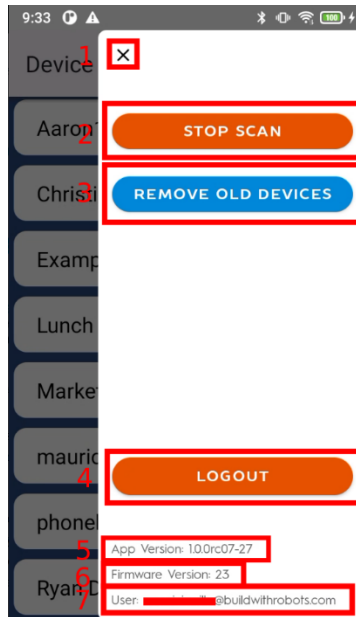 9:33 100
Device
1 ×
Aaron
2 STOP SCAN
Christi
3 REMOVE OLD DEVICES
Examp
Lunch
Marke
mauric
4 LOGOUT
phone
5 App Version: 1.0.0rc07-27
6 Firmware Version: 23
Ryan D
7 User: @buildwithrobots.com